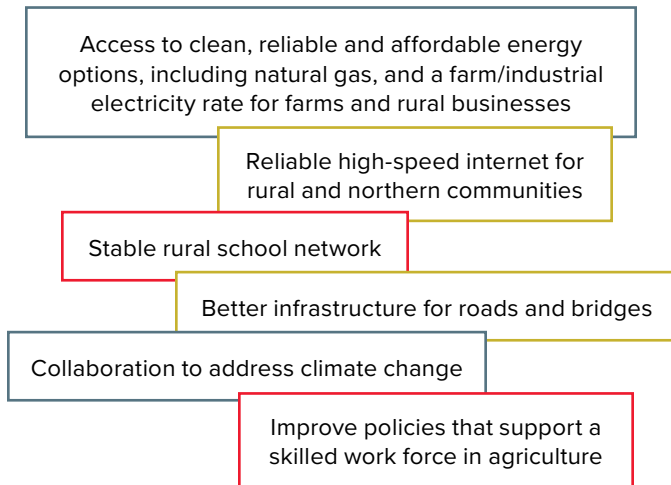 Access to clean, reliable and affordable energy
options, including natural gas, and a farm/industrial
electricity rate for farms and rural businesses
Reliable high-speed internet for
rural and northern communities
Stable rural school network
Better infrastructure for roads and bridges
Collaboration to address climate change
Improve policies that support a
skilled work force in agriculture